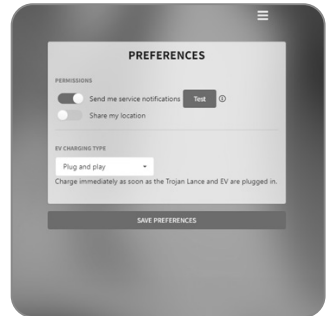 PREFERENCES
PERMISSIONS
Send me service notifications Test
Share my location
EV CHARGING TYPE
Plug and play
Charge immediately as soon as the Trojan Lance and EV are plugged in.
SAVE PREFERENCES